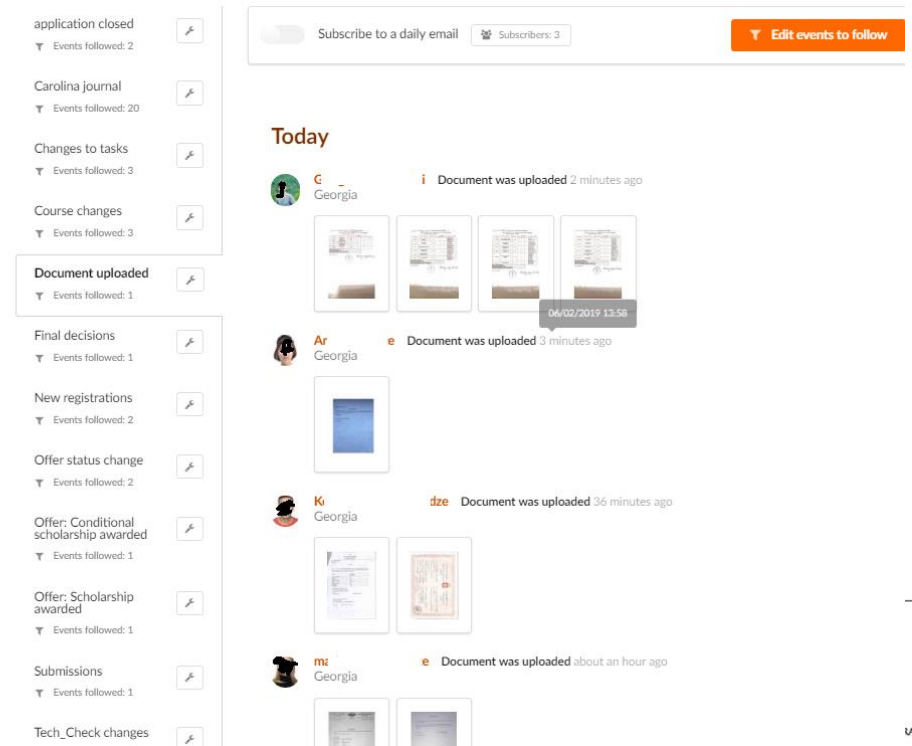 application closed
Events followed: 2
Carolina journal
Events followed: 20
Changes to tasks
Events followed: 3
Course changes
Events followed: 3
Document uploaded
Events followed: 1
Final decisions
Events followed: 1
New registrations
Events followed: 2
Offer status change
Events followed: 2
Offer: Conditional
scholarship awarded
Events followed: 1
Offer: Scholarship
awarded
Events followed: 1
Submissions
Events followed: 1
Tech_Check changes
Subscribe to a daily email Subscribers: 3 Edit events to follow
Today
Document was uploaded 2 minutes ago
Georgia
06/02/2019 13:58
Ar e Document was uploaded 3 minutes ago
Georgia
dze Document was uploaded 36 minutes ago
Georgia
ma e Document was uploaded about an hour ago
Georgia